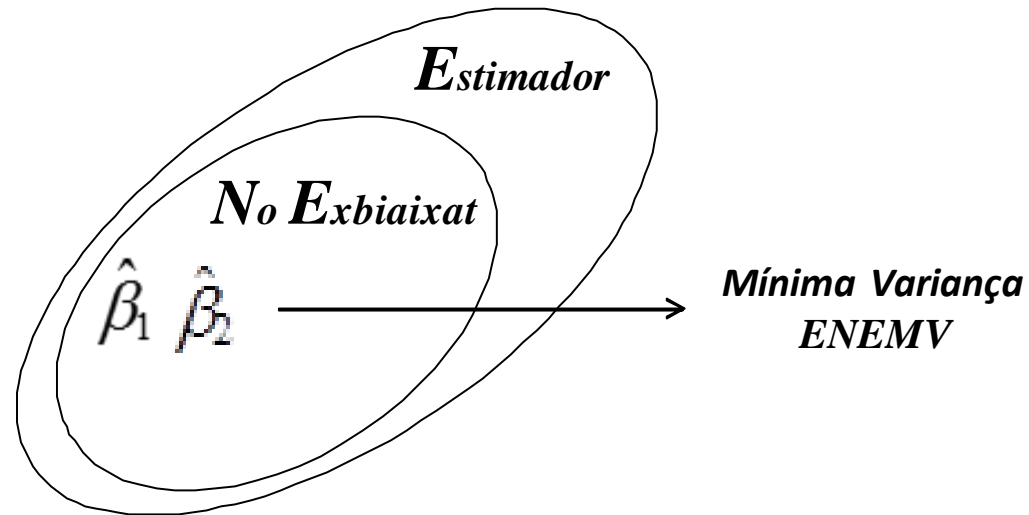 Estimador
No Exbiaixat
β̂₁ β̂₂
Mínima Variança
ENEMV